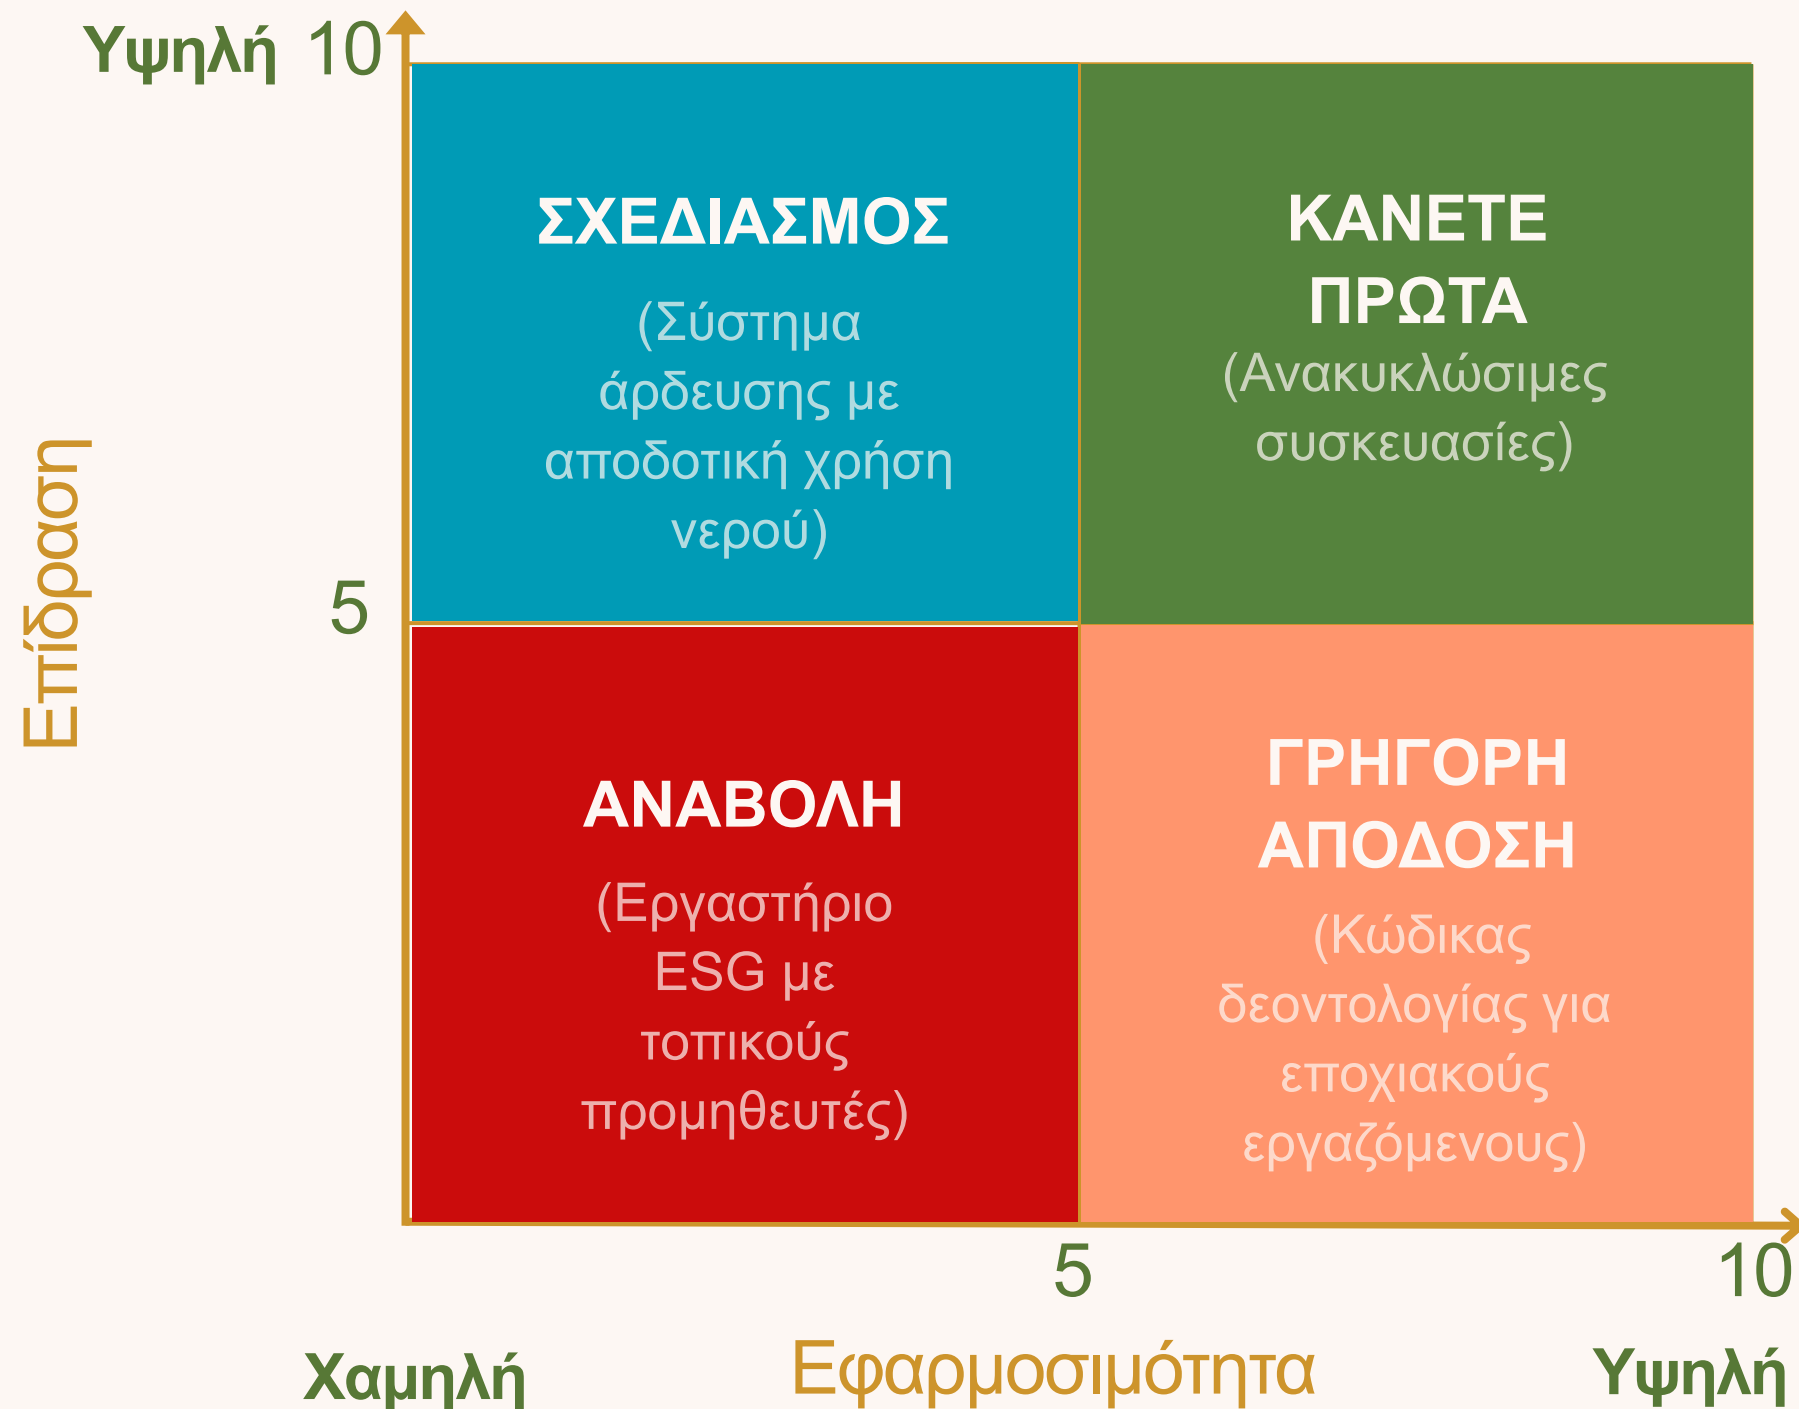 Υψηλή 10
ΣΧΕΔΙΑΣΜΟΣ
(Σύστημα
άρδευσης με
αποδοτική χρήση
νερού)
ΚΑΝΕΤΕ
ΠΡΩΤΑ
(Ανακυκλώσιμες
συσκευασίες)
Επίδραση
5
ΑΝΑΒΟΛΗ
(Εργαστήριο
ESG με
τοπικούς
προμηθευτές)
ΓΡΗΓΟΡΗ
ΑΠΟΔΟΣΗ
(Κώδικας
δεοντολογίας για
εποχιακούς
εργαζόμενους)
5
10
Χαμηλή
Εφαρμοσιμότητα
Υψηλή